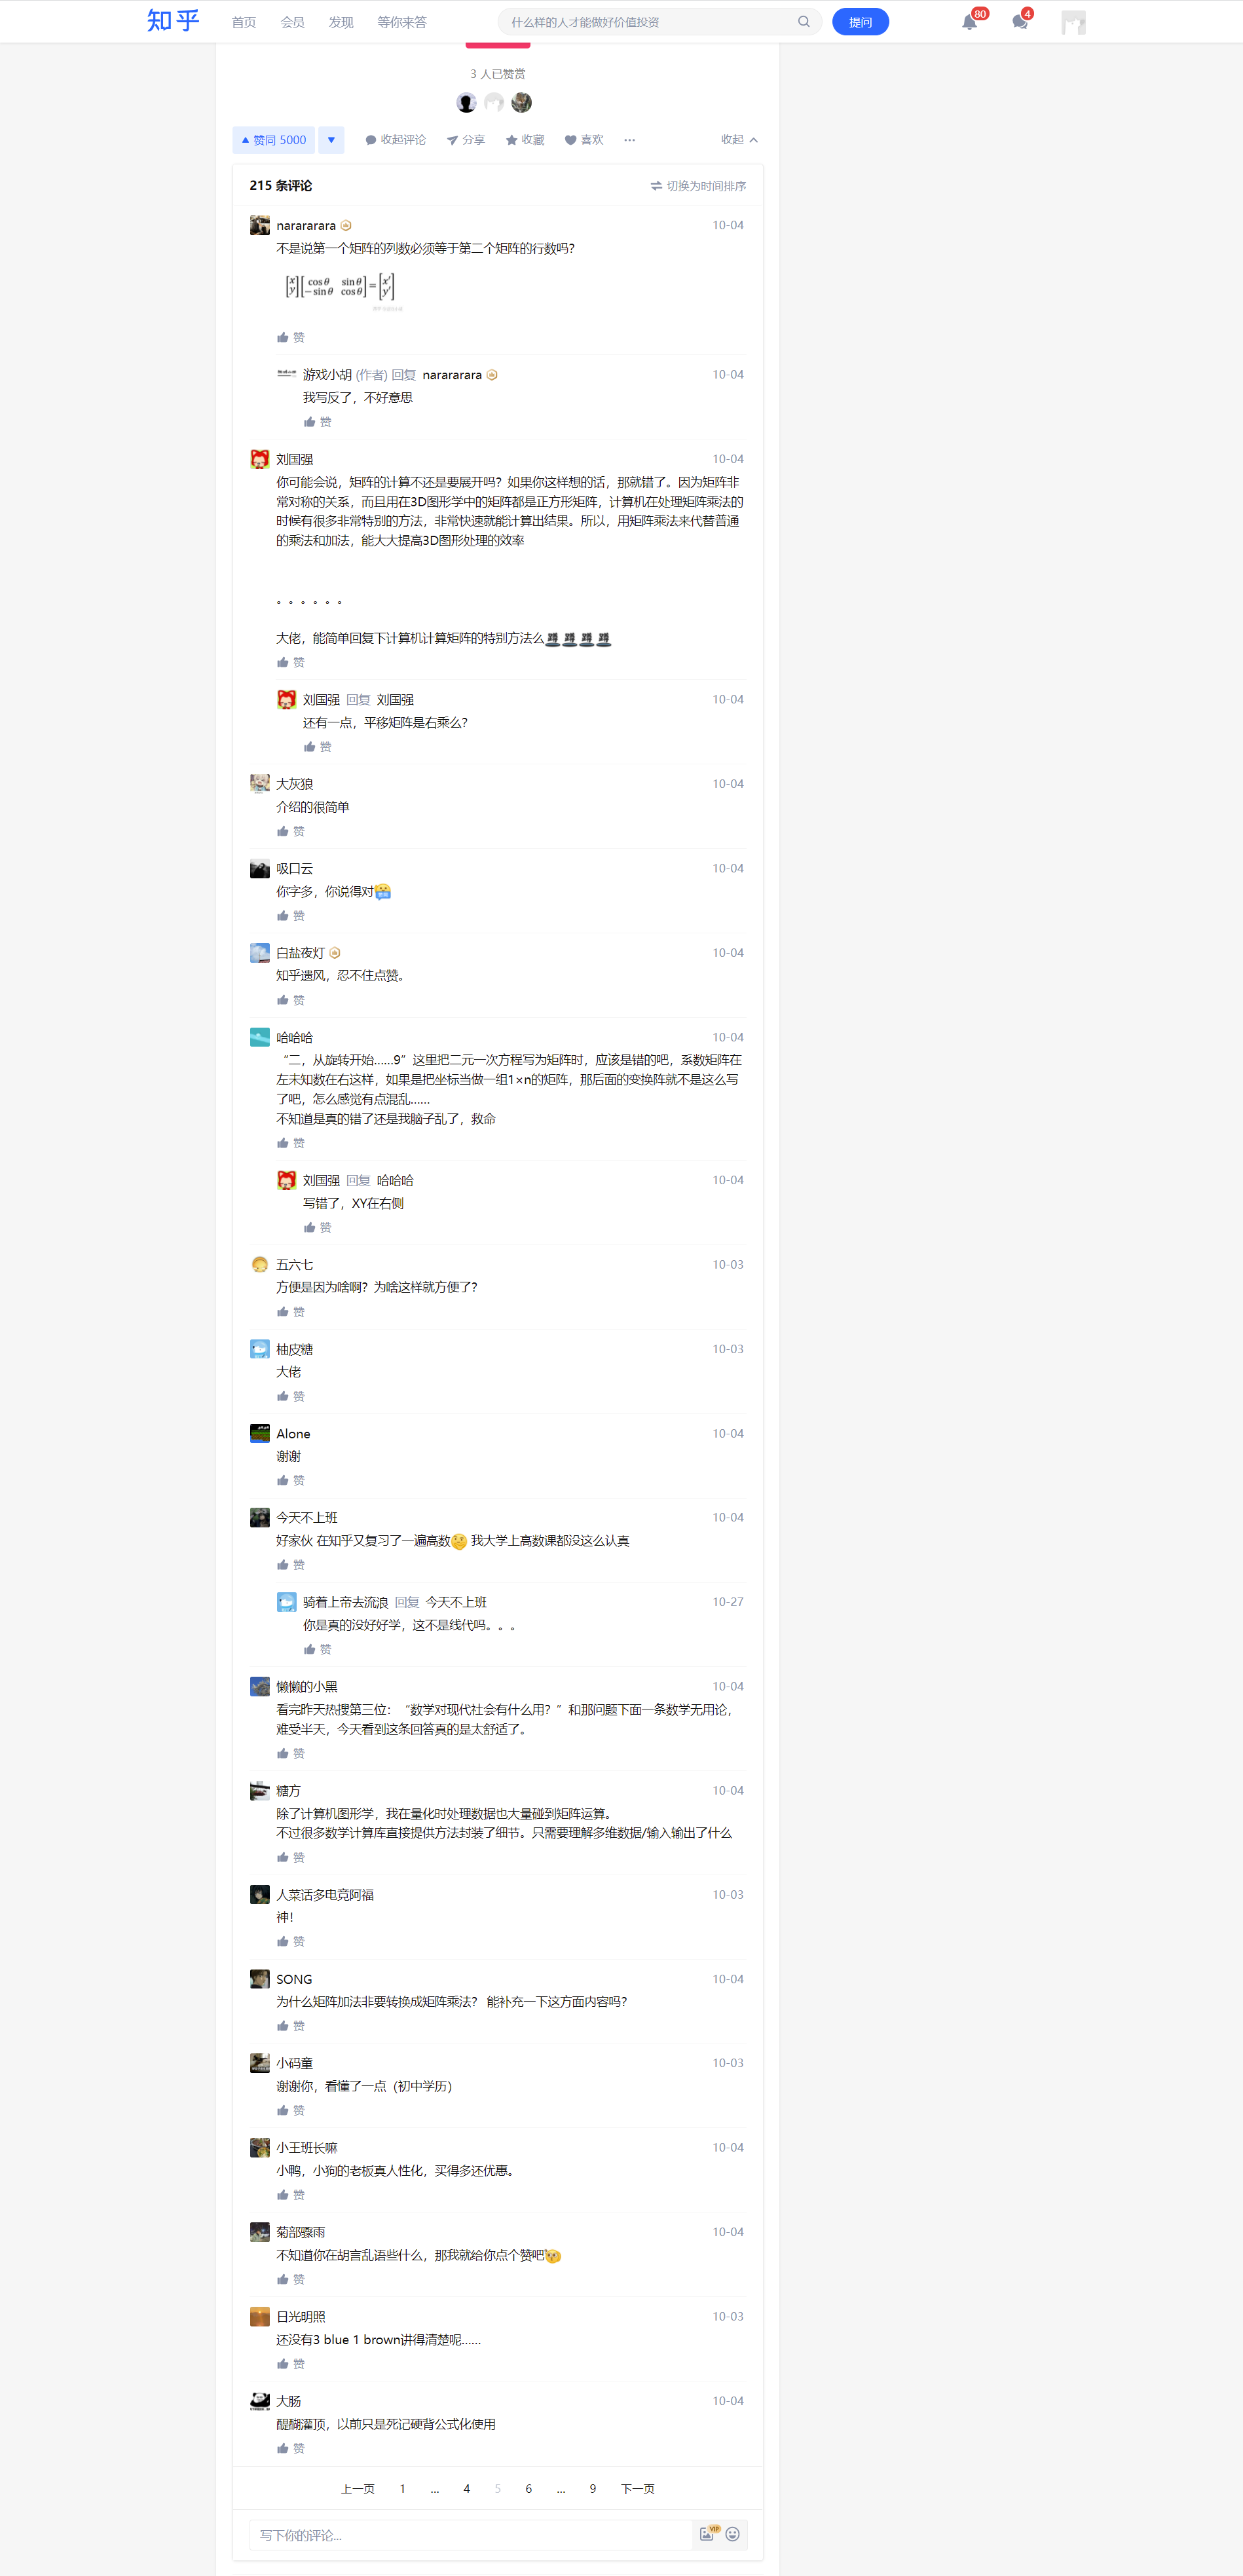 知乎 首页 会员 发现 等你来答 什么样的人才能做好价值投资 提问 80 4
3 人已赞赏
赞同 5000 收起评论 分享 收藏 喜欢 ··· 收起
215 条评论 切换为时间排序
narararara 10-04
不是说第一个矩阵的列数必须等于第二个矩阵的行数吗？
[x y][cosθ sinθ −sinθ cosθ]=[x′ y′]
赞
游戏小胡 (作者) 回复 narararara 10-04
我写反了，不好意思
赞
刘国强 10-04
你可能会说，矩阵的计算不还是要展开吗？如果你这样想的话，那就错了。因为矩阵非
常对称的关系，而且用在3D图形学中的矩阵都是正方形矩阵，计算机在处理矩阵乘法的
时候有很多非常特别的方法，非常快速就能计算出结果。所以，用矩阵乘法来代替普通
的乘法和加法，能大大提高3D图形处理的效率
。。。。。。
大佬，能简单回复下计算机计算矩阵的特别方法么
赞
刘国强 回复 刘国强 10-04
还有一点，平移矩阵是右乘么？
赞
大灰狼 10-04
介绍的很简单
赞
吸口云 10-04
你字多，你说得对
赞
白盐夜灯 10-04
知乎遗风，忍不住点赞。
赞
哈哈哈 10-04
“二，从旋转开始……9”这里把二元一次方程写为矩阵时，应该是错的吧，系数矩阵在
左未知数在右这样，如果是把坐标当做一组1×n的矩阵，那后面的变换阵就不是这么写
了吧，怎么感觉有点混乱……
不知道是真的错了还是我脑子乱了，救命
赞
刘国强 回复 哈哈哈 10-04
写错了，XY在右侧
赞
五六七 10-03
方便是因为啥啊？为啥这样就方便了？
赞
柚皮糖 10-03
大佬
赞
Alone 10-04
谢谢
赞
今天不上班 10-04
好家伙 在知乎又复习了一遍高数 我大学上高数课都没这么认真
赞
骑着上帝去流浪 回复 今天不上班 10-27
你是真的没好好学，这不是线代吗。。。
赞
懒懒的小黑 10-04
看完昨天热搜第三位：“数学对现代社会有什么用？”和那问题下面一条数学无用论，
难受半天，今天看到这条回答真的是太舒适了。
赞
糖方 10-04
除了计算机图形学，我在量化时处理数据也大量碰到矩阵运算。
不过很多数学计算库直接提供方法封装了细节。只需要理解多维数据/输入输出了什么
赞
人菜话多电竞阿福 10-03
神！
赞
SONG 10-04
为什么矩阵加法非要转换成矩阵乘法？ 能补充一下这方面内容吗？
赞
小码童 10-03
谢谢你，看懂了一点（初中学历）
赞
小王班长嘛 10-04
小鸭，小狗的老板真人性化，买得多还优惠。
赞
菊部骤雨 10-04
不知道你在胡言乱语些什么，那我就给你点个赞吧
赞
日光明照 10-03
还没有3 blue 1 brown讲得清楚呢……
赞
大肠 10-04
醍醐灌顶，以前只是死记硬背公式化使用
赞
上一页 1 ... 4 5 6 ... 9 下一页
写下你的评论... VIP